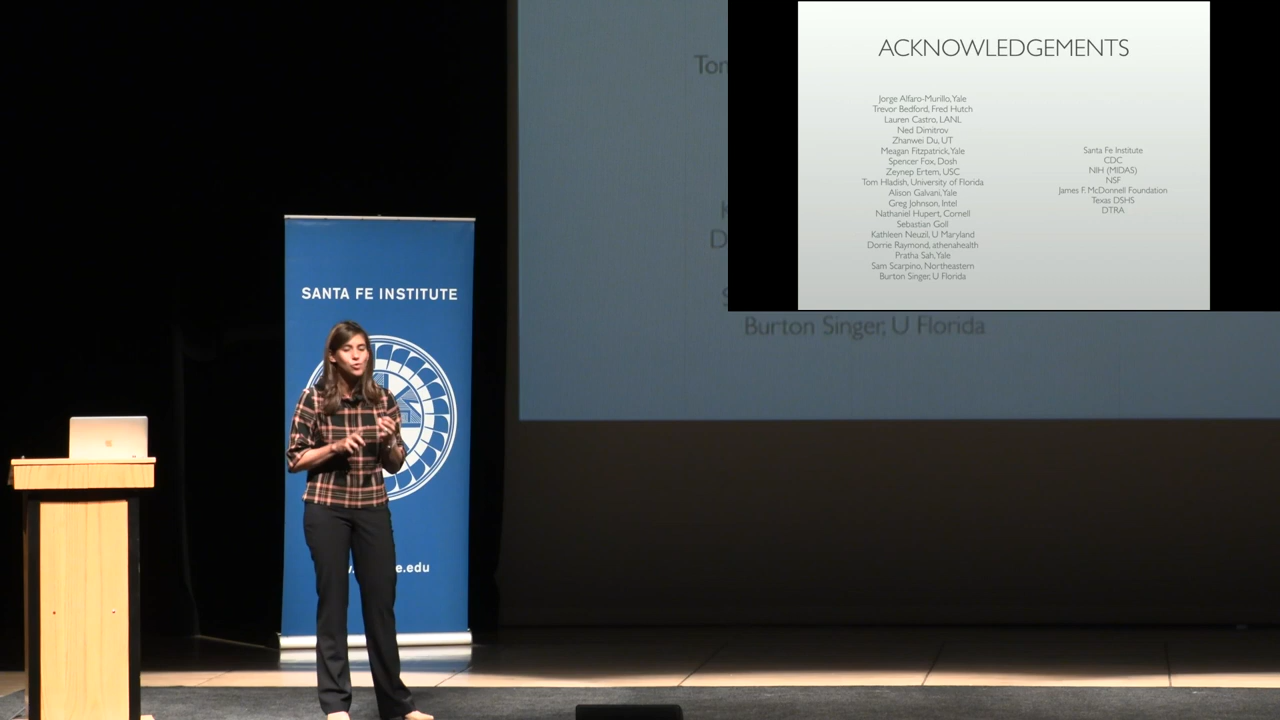 ACKNOWLEDGEMENTS
Jorge Alfaro-Murillo, Yale
Trevor Bedford, Fred Hutch
Lauren Castro, LANL
Ned Dimitrov
Zhanwei Du, UT
Meagan Fitzpatrick, Yale
Spencer Fox, Dosh
Zeynep Ertem, USC
Tom Hladish, University of Florida
Alison Galvani, Yale
Greg Johnson, Intel
Nathaniel Hupert, Cornell
Sebastian Goll
Kathleen Neuzil, U Maryland
Dorrie Raymond, athenahealth
Pratha Sah, Yale
Sam Scarpino, Northeastern
Burton Singer, U Florida
Santa Fe Institute
CDC
NIH (MIDAS)
NSF
James F. McDonnell Foundation
Texas DSHS
DTRA
Tom
Burton Singer, U Florida
SANTA FE INSTITUTE
e.edu